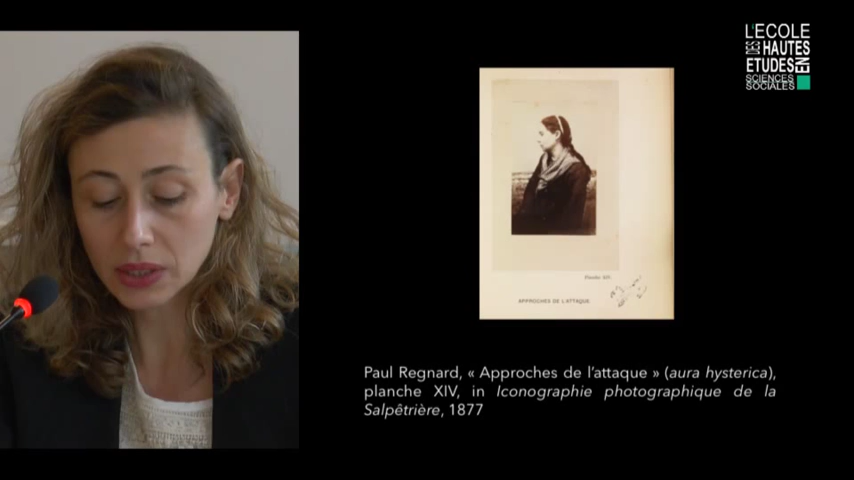 L'ECOLE
DES HAUTES
ETUDES EN
SCIENCES
SOCIALES
Planche XIV.
APPROCHES DE L'ATTAQUE
Paul Regnard, « Approches de l'attaque » (aura hysterica),
planche XIV, in Iconographie photographique de la
Salpêtrière, 1877